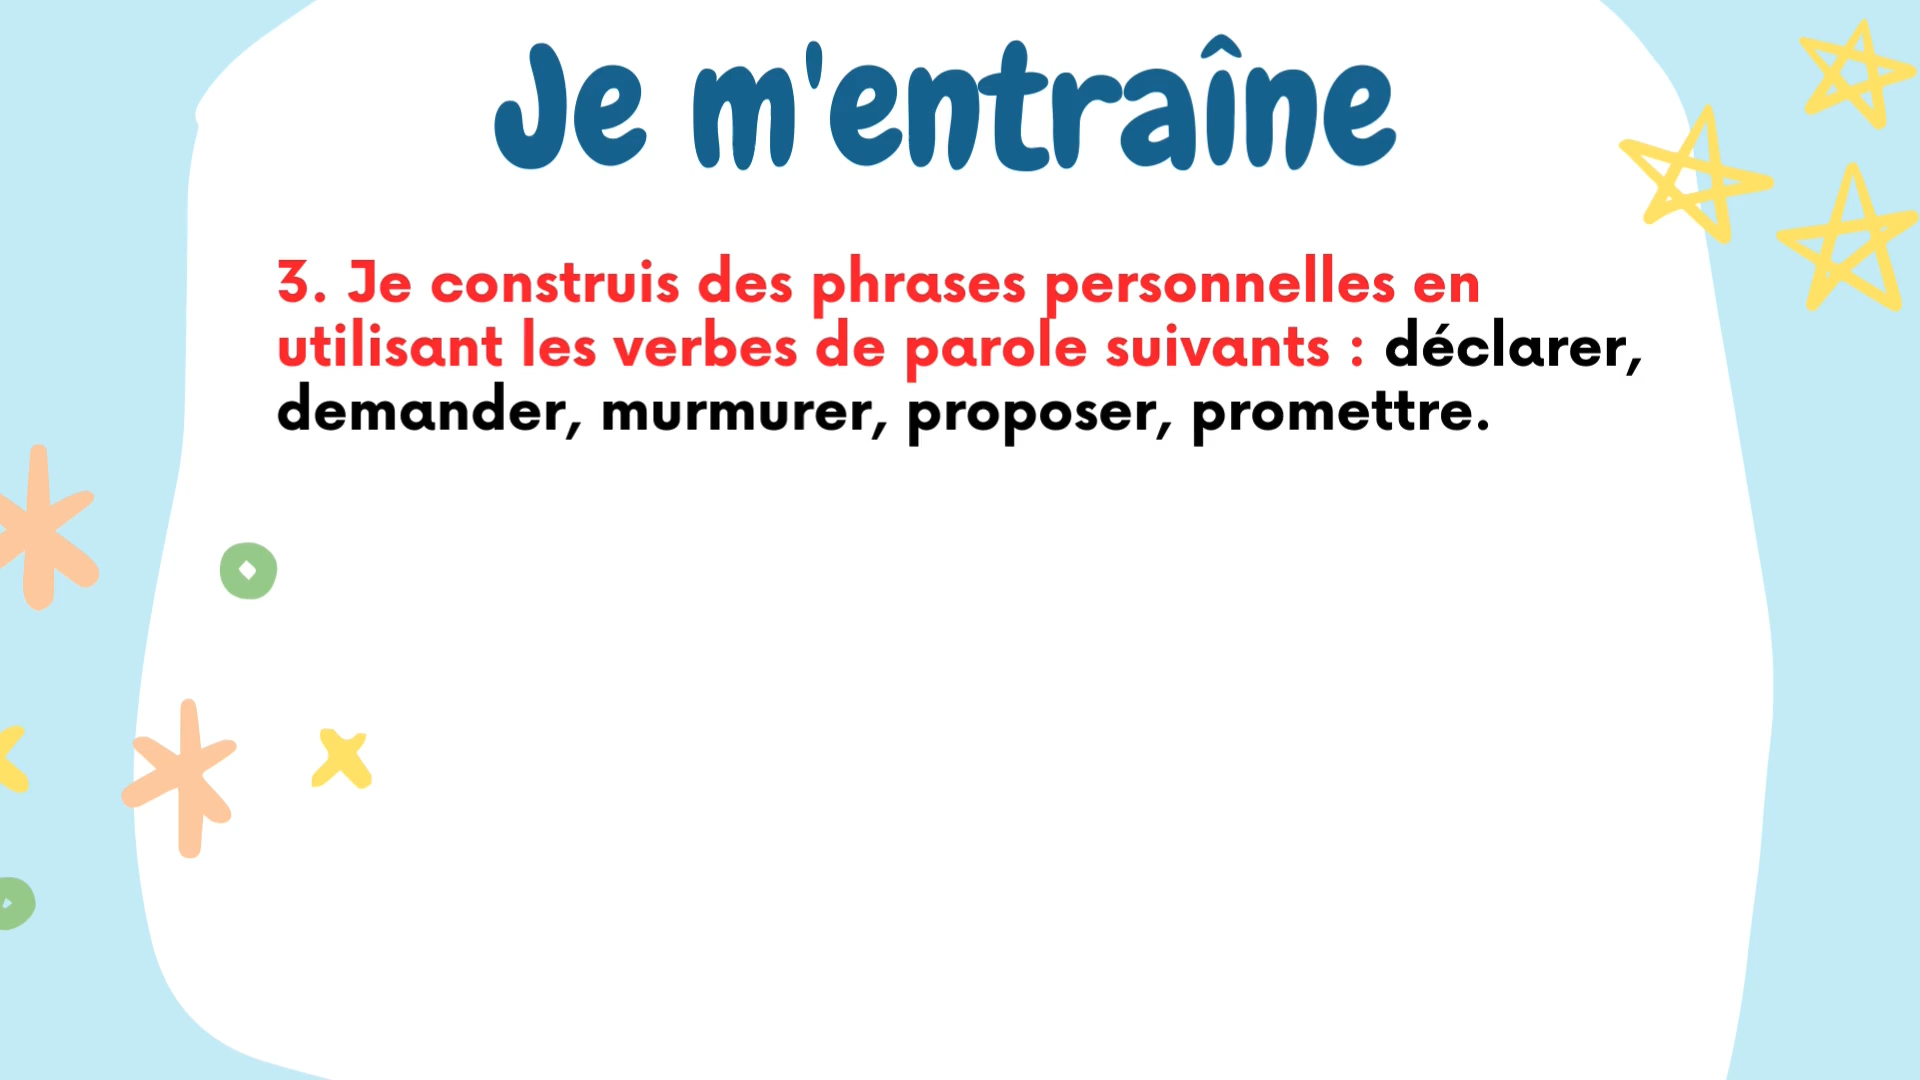 Je m'entraîne
3. Je construis des phrases personnelles en
utilisant les verbes de parole suivants : déclarer,
demander, murmurer, proposer, promettre.